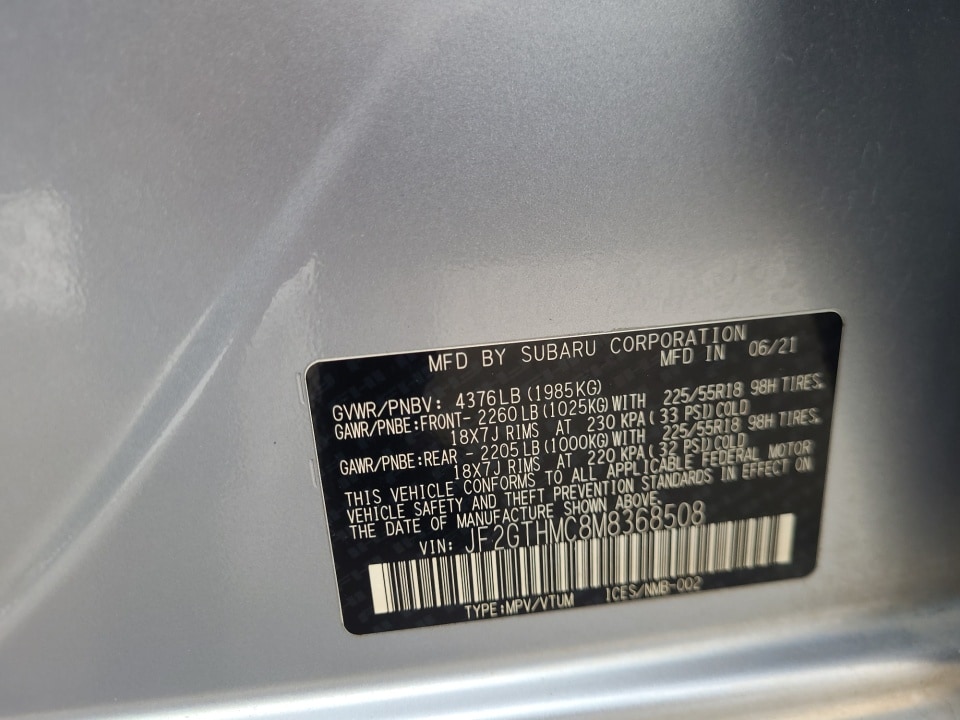 MFD BY SUBARU CORPORATION
MFD IN 06/21
GVWR/PNBV: 4376LB (1985KG)
GAWR/PNBE:FRONT- 2260LB (1025KG)WITH 225/55R18 98H TIRES,
18X7J RIMS AT 230 KPA( 33 PSI)COLD
GAWR/PNBE:REAR - 2205LB (1000KG)WITH 225/55R18 98H TIRES,
18X7J RIMS AT 220 KPA( 32 PSI)COLD
THIS VEHICLE CONFORMS TO ALL APPLICABLE FEDERAL MOTOR
VEHICLE SAFETY AND THEFT PREVENTION STANDARDS IN EFFECT ON
THE DATE OF MANUFACTURE SHOWN ABOVE.
VIN: JF2GTHMC8M8368508
TYPE:MPV/VTUM ICES/NMB-002